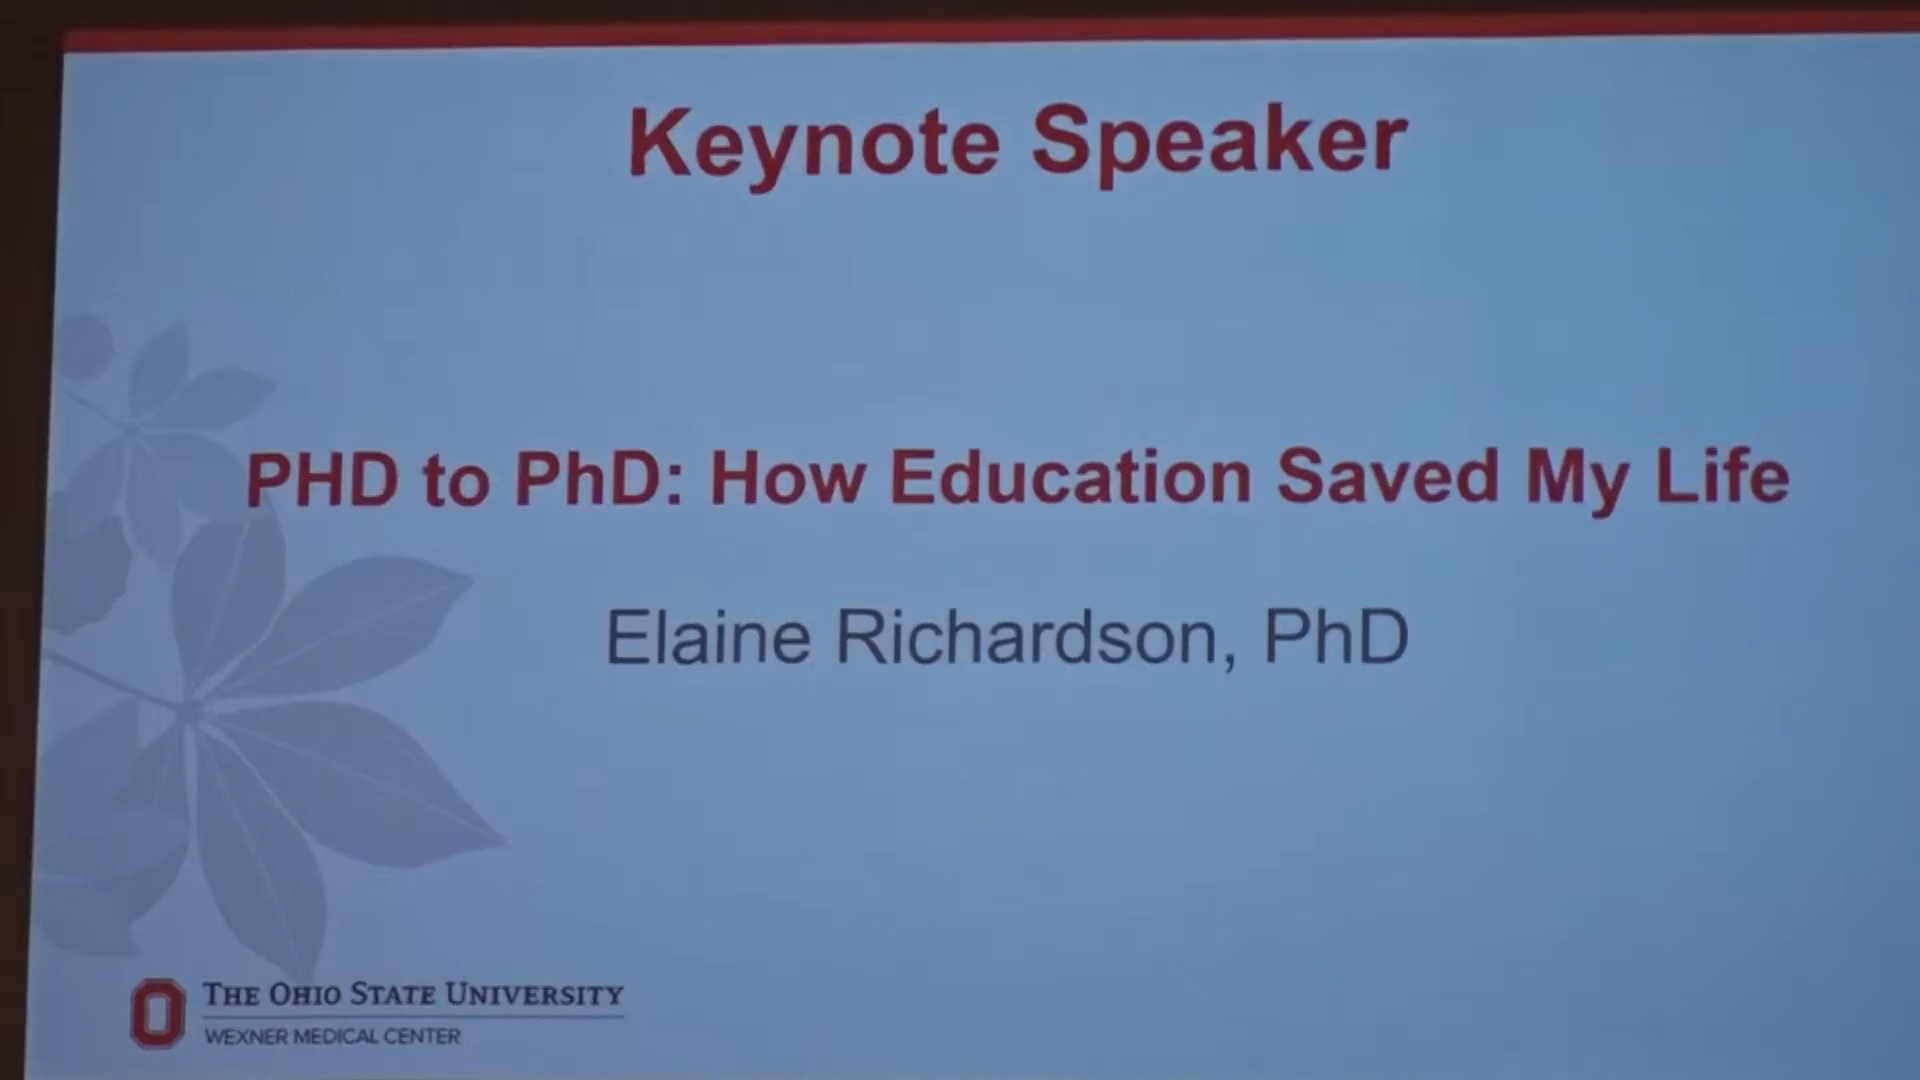 Keynote Speaker
PHD to PhD: How Education Saved My Life
Elaine Richardson, PhD
THE OHIO STATE UNIVERSITY
WEXNER MEDICAL CENTER